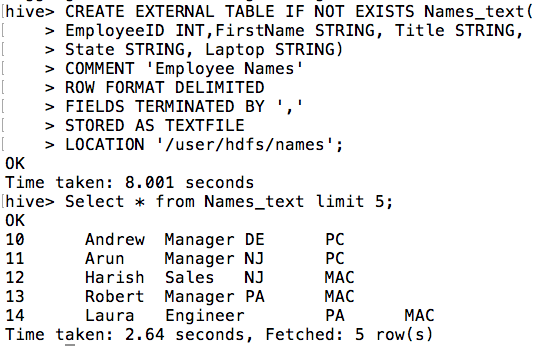 hive> CREATE EXTERNAL TABLE IF NOT EXISTS Names_text(
> EmployeeID INT,FirstName STRING, Title STRING,
> State STRING, Laptop STRING)
> COMMENT 'Employee Names'
> ROW FORMAT DELIMITED
> FIELDS TERMINATED BY ','
> STORED AS TEXTFILE
> LOCATION '/user/hdfs/names';
OK
Time taken: 8.001 seconds
hive> Select * from Names_text limit 5;
OK
10 Andrew Manager DE PC
11 Arun Manager NJ PC
12 Harish Sales NJ MAC
13 Robert Manager PA MAC
14 Laura Engineer PA MAC
Time taken: 2.64 seconds, Fetched: 5 row(s)